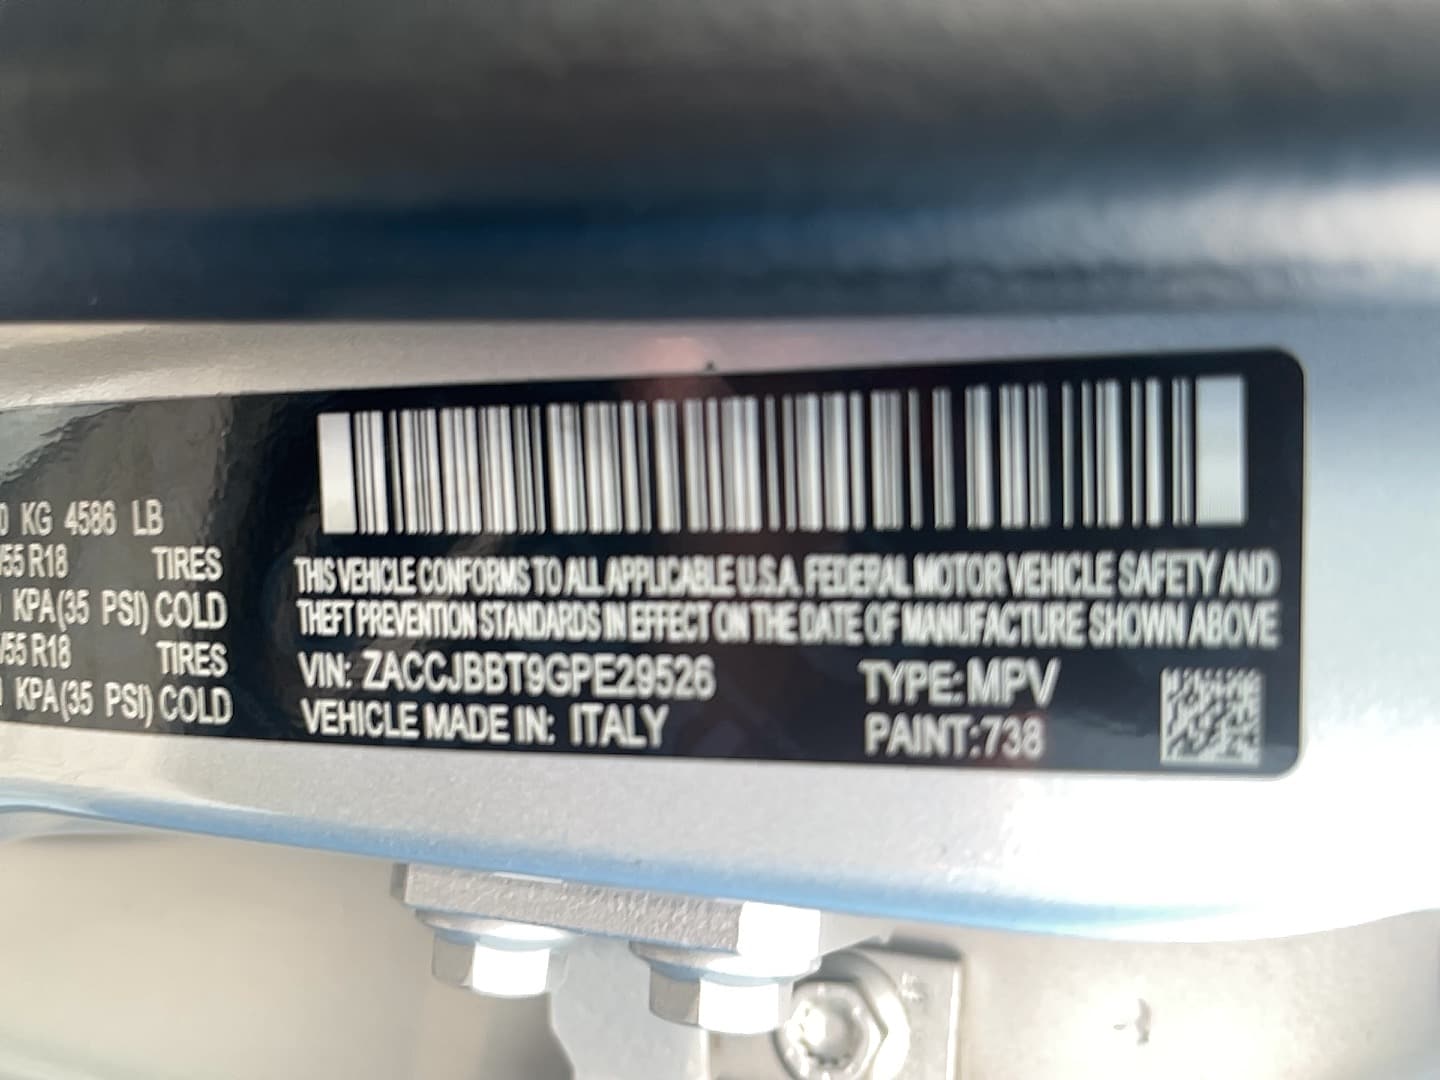 KG 4586 LB
55 R18 TIRES
KPA(35 PSI) COLD
55 R18 TIRES
KPA(35 PSI) COLD
THIS VEHICLE CONFORMS TO ALL APPLICABLE U.S.A. FEDERAL MOTOR VEHICLE SAFETY AND
THEFT PREVENTION STANDARDS IN EFFECT ON THE DATE OF MANUFACTURE SHOWN ABOVE
VIN: ZACCJBBT9GPE29526 TYPE: MPV
VEHICLE MADE IN: ITALY PAINT:738